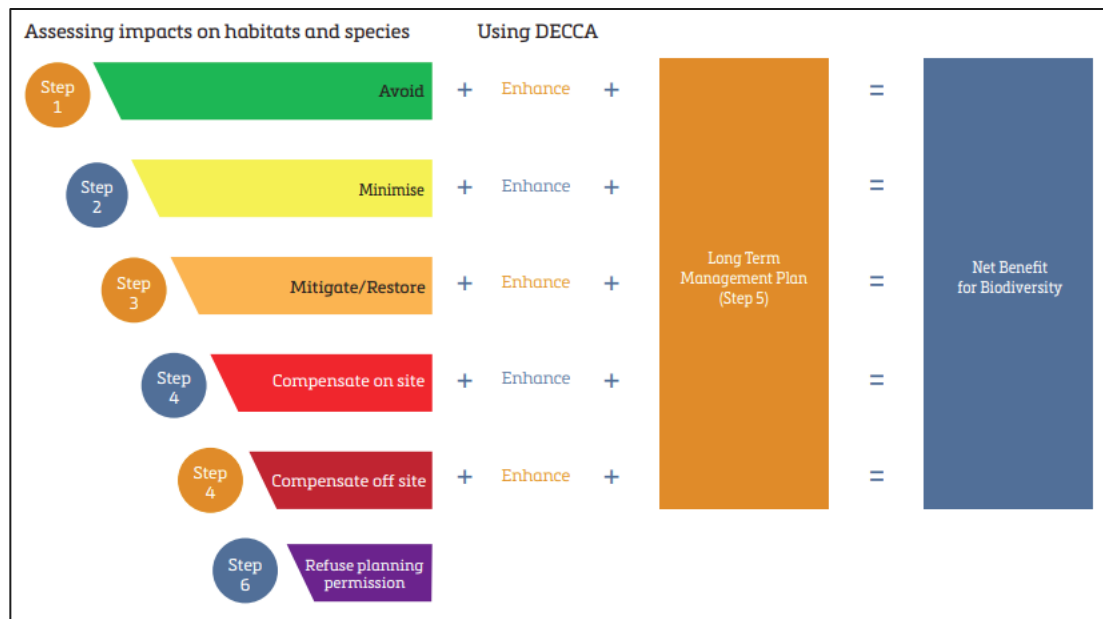 Assessing impacts on habitats and species
Using DECCA
Step
1
Avoid
+ Enhance + =
Step
2
Minimise
+ Enhance + =
Step
3
Mitigate/Restore
+ Enhance +
Long Term
Management Plan
(Step 5)
=
Net Benefit
for Biodiversity
Step
4
Compensate on site
+ Enhance + =
Step
4
Compensate off site
+ Enhance + =
Step
6
Refuse planning
permission